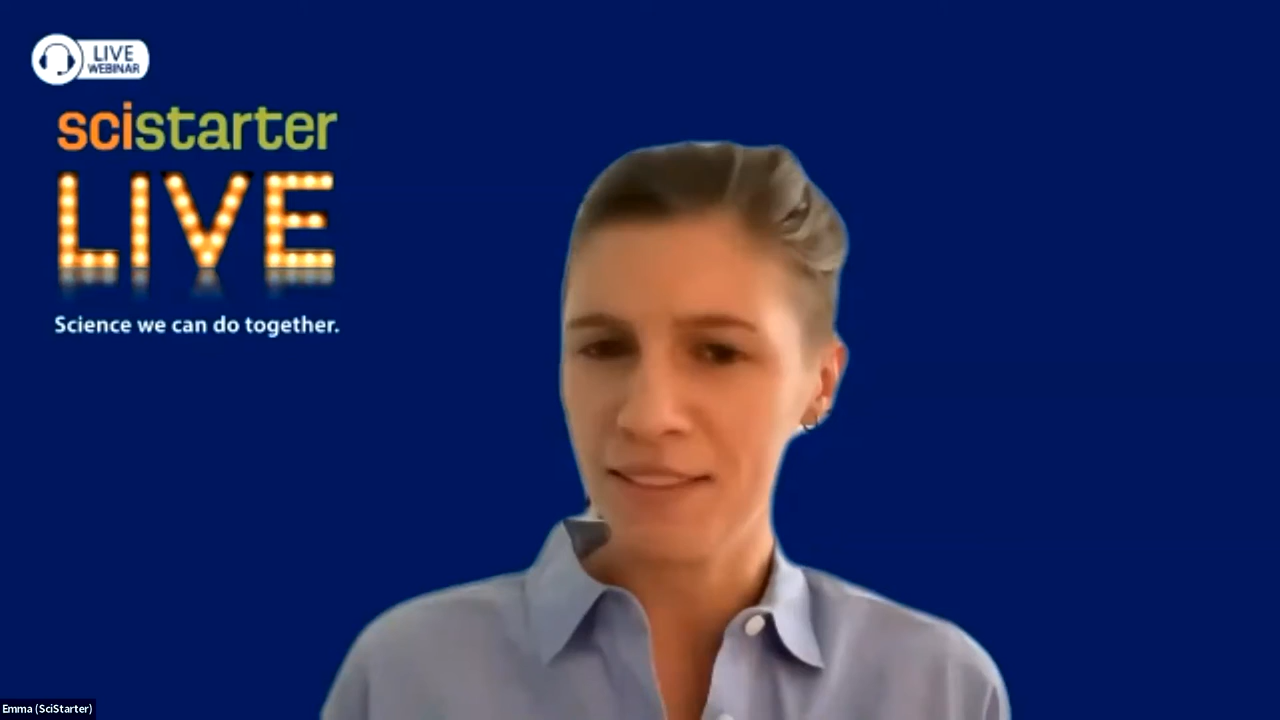 LIVE
WEBINAR
scistarter
LIVE
Science we can do together.
Emma (SciStarter)